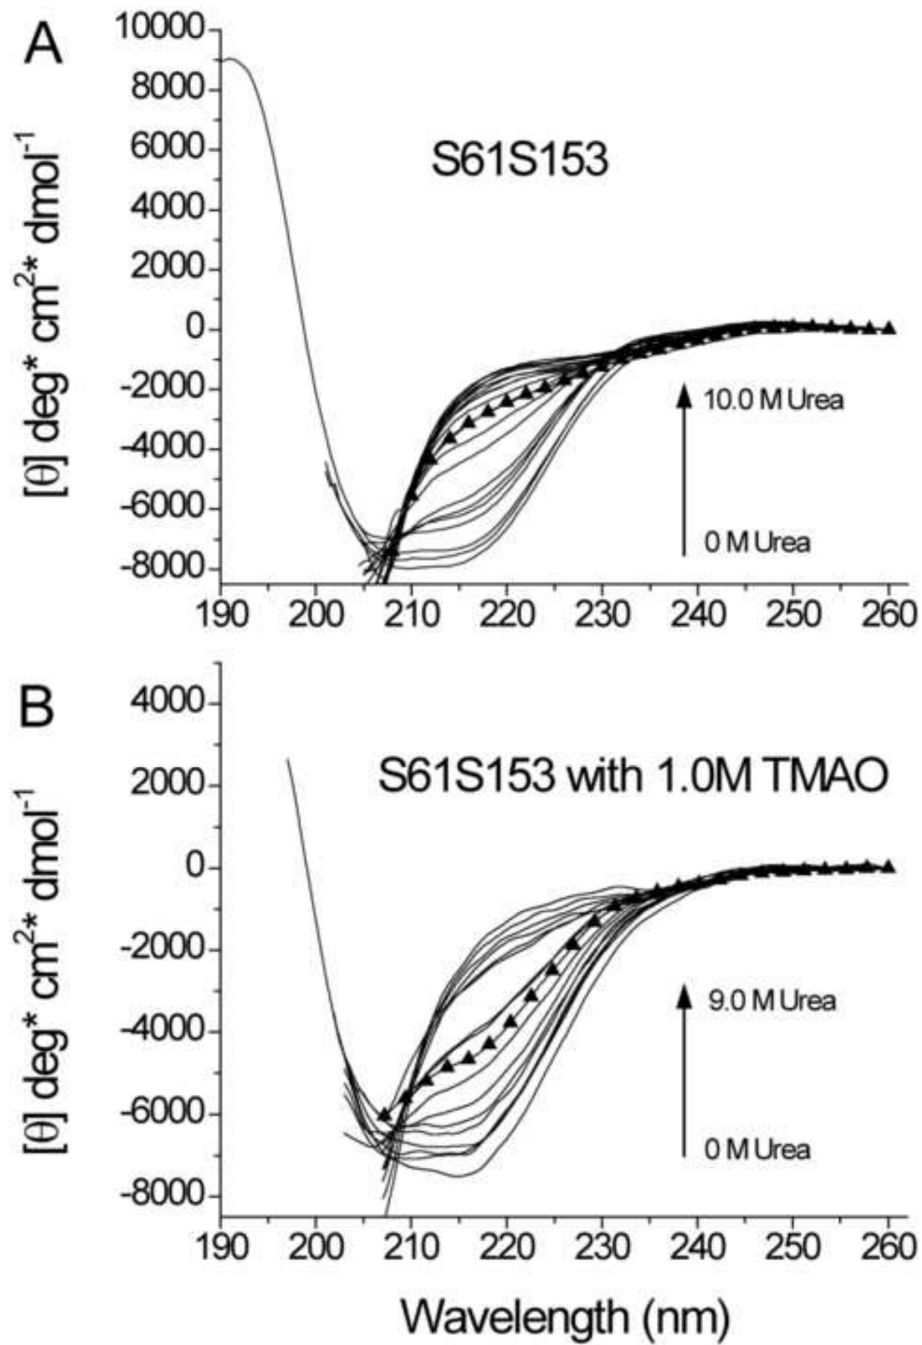 A
10000
8000
6000
4000
2000
0
-2000
-4000
-6000
-8000
[θ] deg* cm²* dmol⁻¹
S61S153
10.0 M Urea
0 M Urea
190 200 210 220 230 240 250 260
B
4000
2000
0
-2000
-4000
-6000
-8000
[θ] deg* cm²* dmol⁻¹
S61S153 with 1.0M TMAO
9.0 M Urea
0 M Urea
190 200 210 220 230 240 250 260
Wavelength (nm)